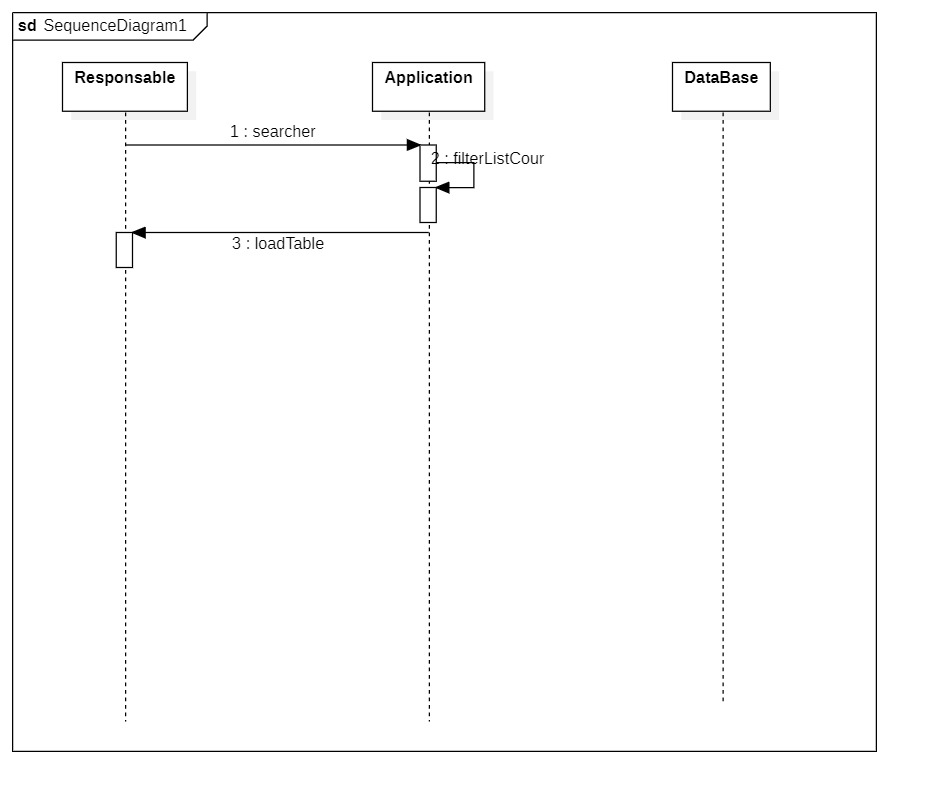 sd SequenceDiagram1
Responsable
Application
DataBase
1 : searcher
2 : filterListCour
3 : loadTable